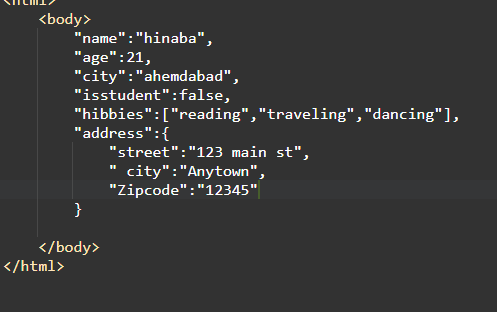 <html>
<body>
"name":"hinaba",
"age":21,
"city":"ahemdabad",
"isstudent":false,
"hibbies":["reading","traveling","dancing"],
"address":{
"street":"123 main st",
" city":"Anytown",
"Zipcode":"12345"
}
</body>
</html>